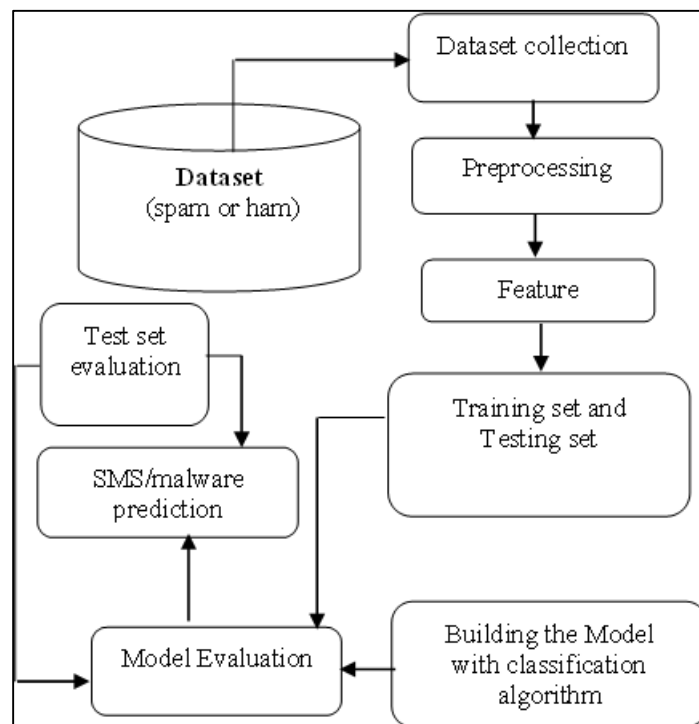 Dataset collection
Dataset
(spam or ham)
Preprocessing
Feature
Test set
evaluation
Training set and
Testing set
SMS/malware
prediction
Model Evaluation
Building the Model
with classification
algorithm